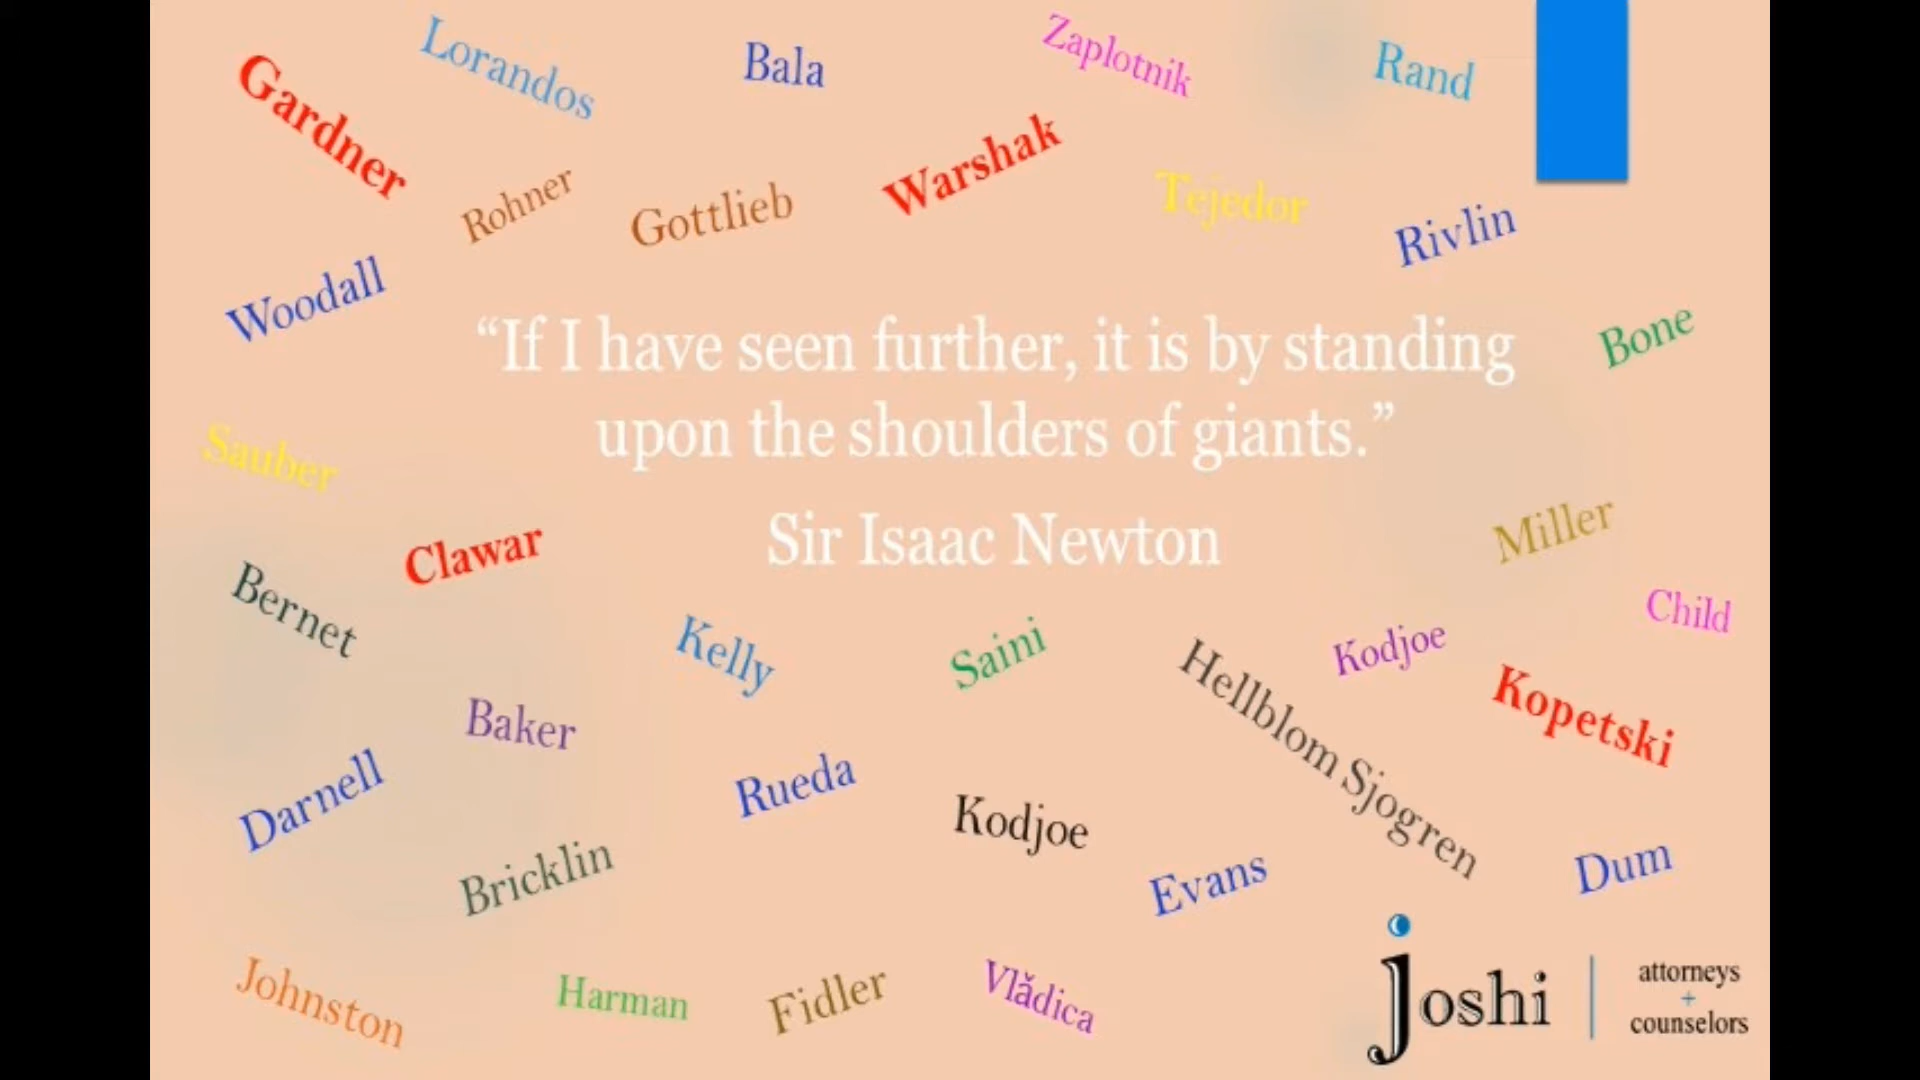 Lorandos
Bala
Zaplotnik
Rand
Gardner
Rohner
Gottlieb
Warshak
Tejedor
Rivlin
Woodall
“If I have seen further, it is by standing
upon the shoulders of giants.”
Sir Isaac Newton
Bone
Sauber
Clawar
Miller
Bernet
Kelly
Saini
Kodjoe
Child
Baker
Hellblom Sjogren
Kopetski
Darnell
Rueda
Kodjoe
Bricklin
Evans
Dum
Johnston
Harman
Fidler
Vlădica
Joshi
attorneys
+
counselors